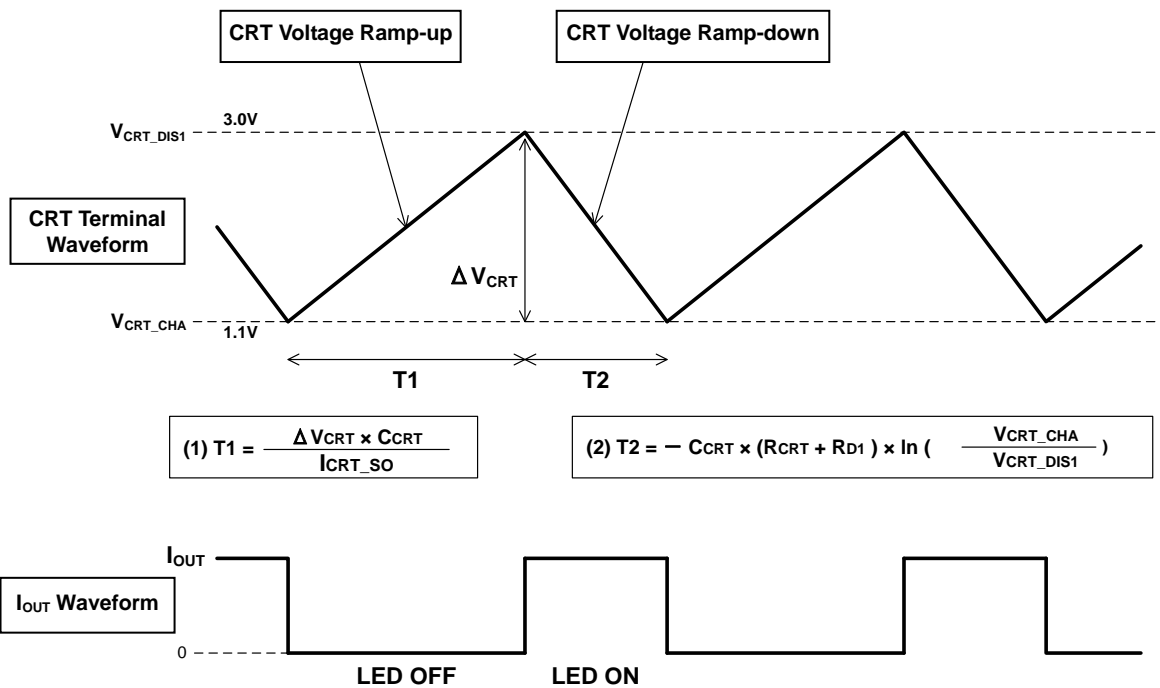 CRT Voltage Ramp-up
CRT Voltage Ramp-down
VCRT_DIS1
3.0V
CRT Terminal
Waveform
Δ VCRT
VCRT_CHA
1.1V
T1
T2
(1) T1 = Δ VCRT × CCRT / ICRT_SO
(2) T2 = － CCRT × (RCRT + RD1 ) × ln ( VCRT_CHA / VCRT_DIS1 )
IOUT
IOUT Waveform
0
LED OFF
LED ON